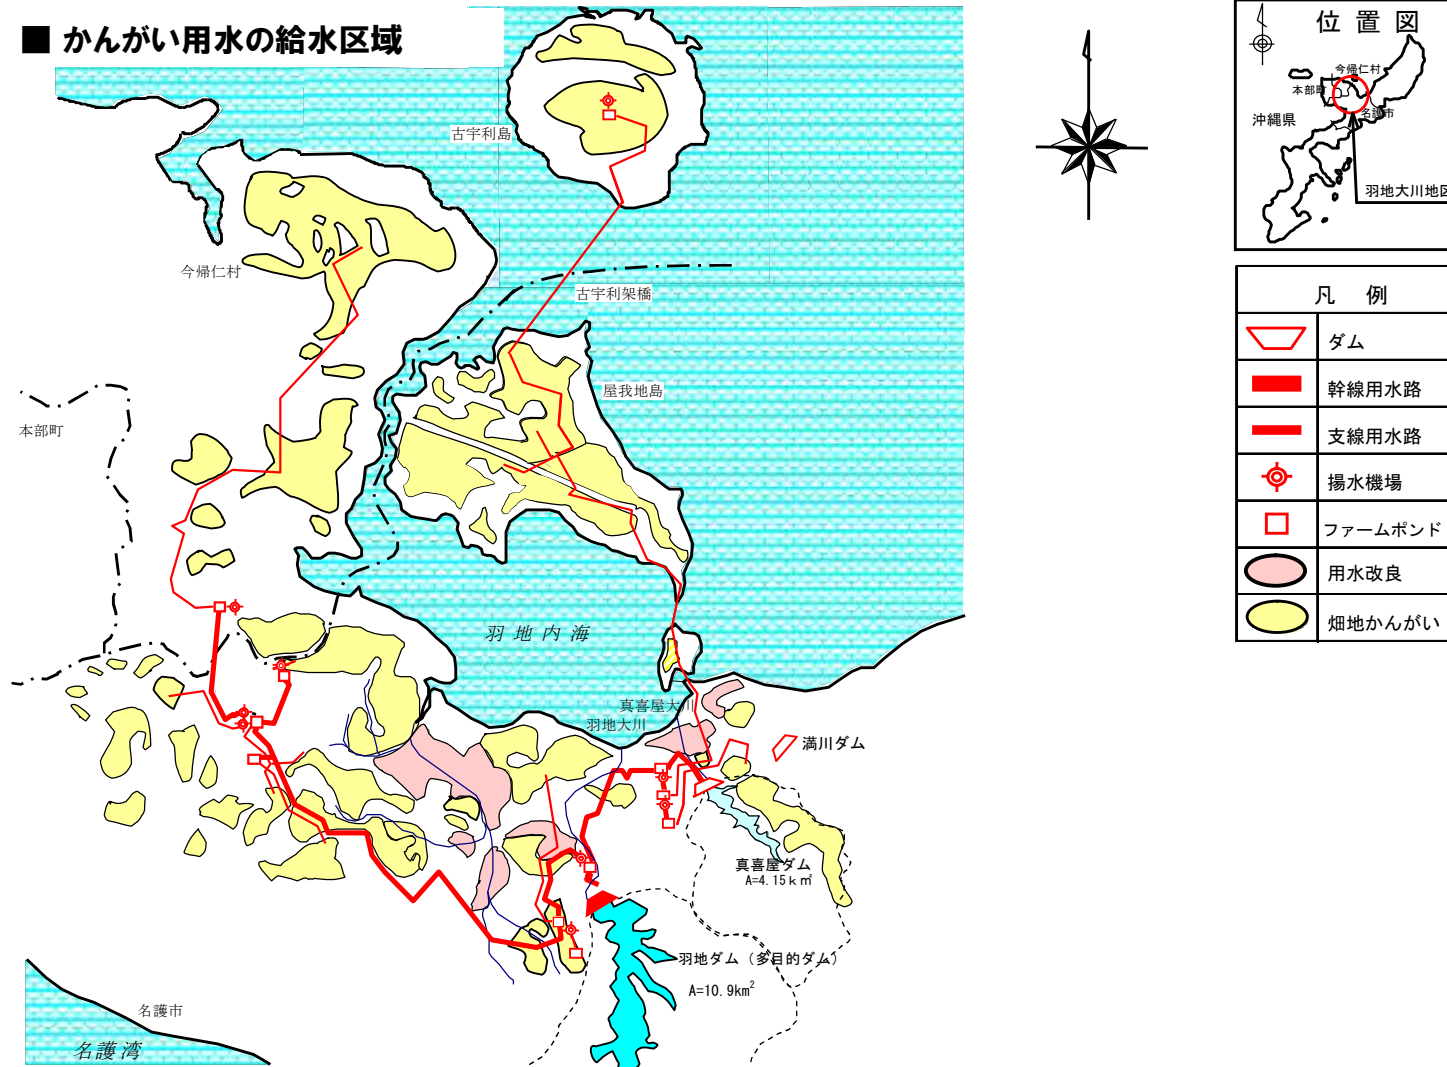 ■ かんがい用水の給水区域
位置図
今帰仁村
本部町
名護市
沖縄県
羽地大川地区
古宇利島
今帰仁村
古宇利架橋
屋我地島
本部町
羽地内海
真喜屋大川
羽地大川
満川ダム
真喜屋ダム
A=4.15ｋ㎡
羽地ダム（多目的ダム）
A=10.9km²
名護市
名護湾
凡例
ダム
幹線用水路
支線用水路
揚水機場
ファームポンド
用水改良
畑地かんがい